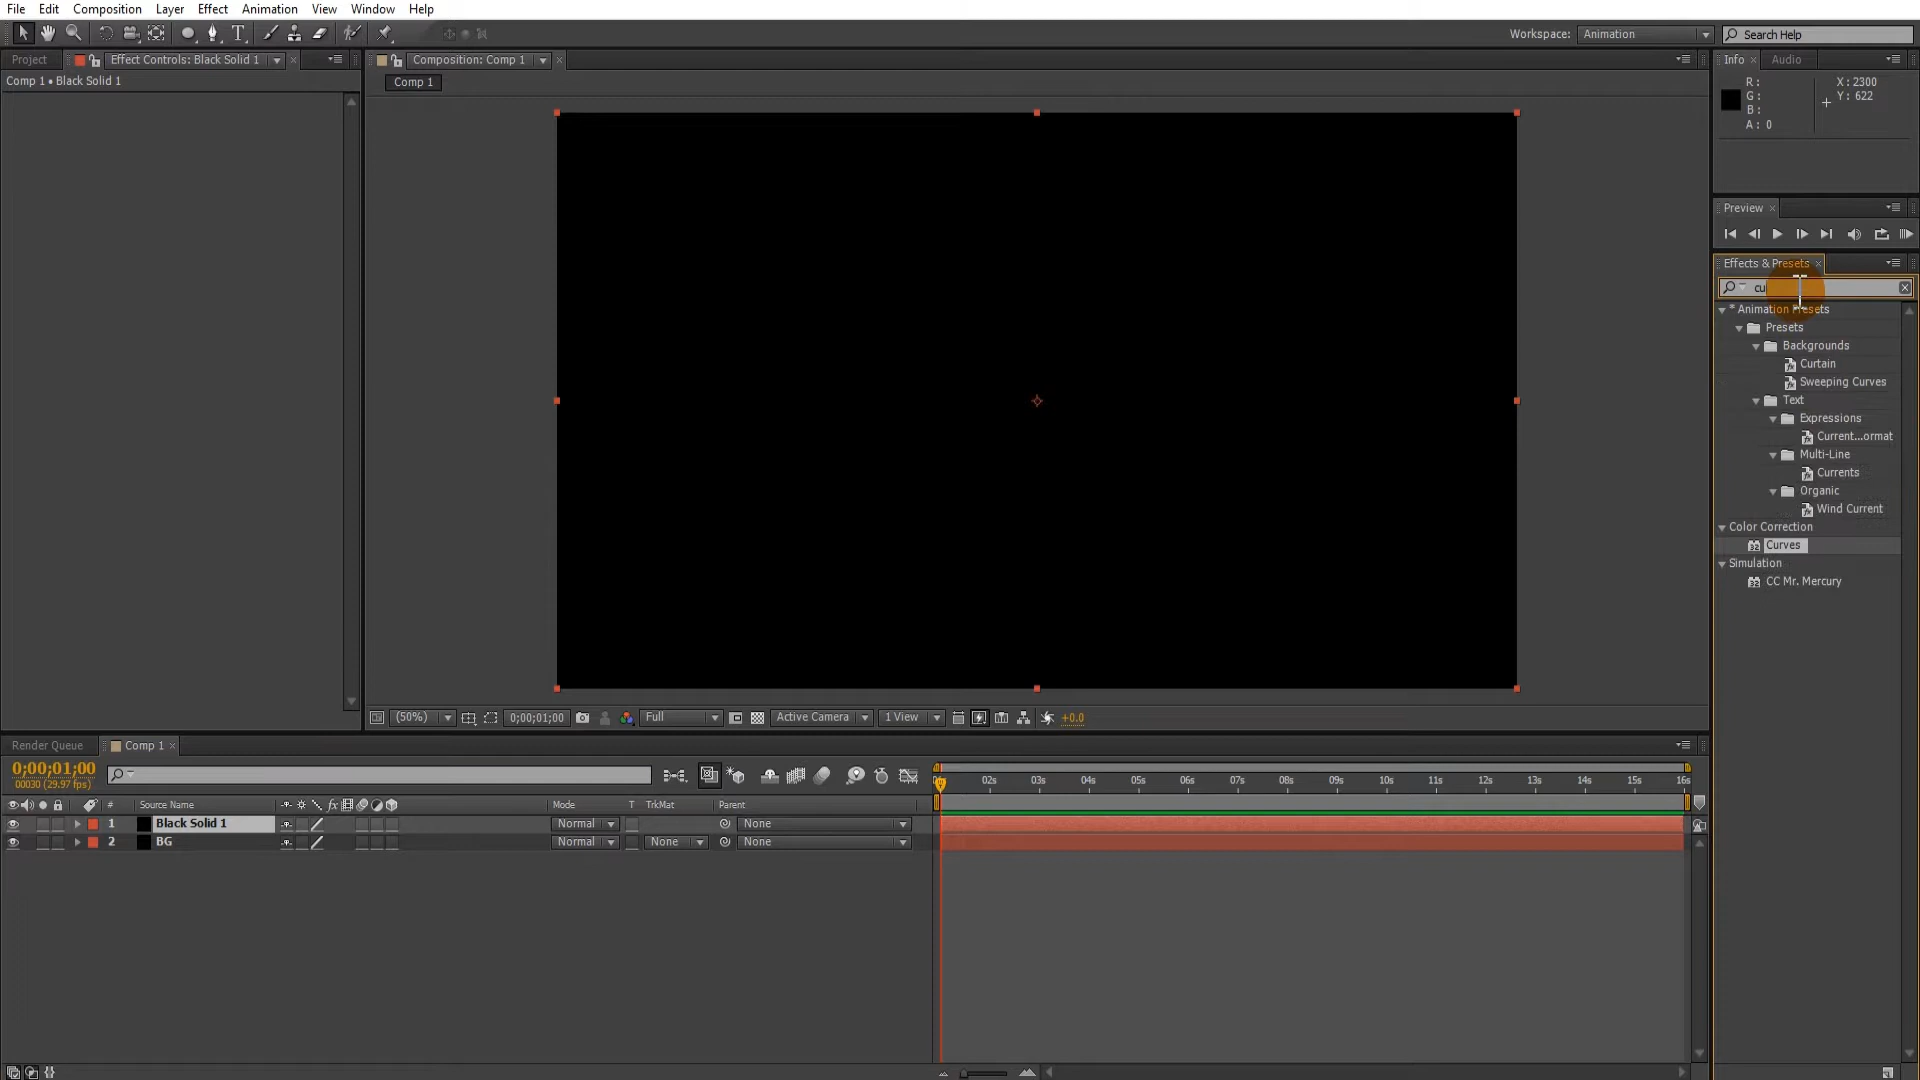 File Edit Composition Layer Effect Animation View Window Help
Workspace: Animation Search Help
Project Effect Controls: Black Solid 1 Composition: Comp 1 Info Audio
Comp 1 • Black Solid 1
Comp 1
R :
G :
B :
A : 0
X : 2300
Y : 622
Preview
Effects & Presets
cu
* Animation Presets
Presets
Backgrounds
Curtain
Sweeping Curves
Text
Expressions
Current...ormat
Multi-Line
Currents
Organic
Wind Current
Color Correction
32 Curves
Simulation
32 CC Mr. Mercury
(50%) 0;00;01;00 Full Active Camera 1 View +0.0
Render Queue Comp 1
0;00;01;00
00030 (29.97 fps)
02s 03s 04s 05s 06s 07s 08s 09s 10s 11s 12s 13s 14s 15s 16s
# Source Name fx Mode T TrkMat Parent
1 Black Solid 1 Normal None
2 BG Normal None None